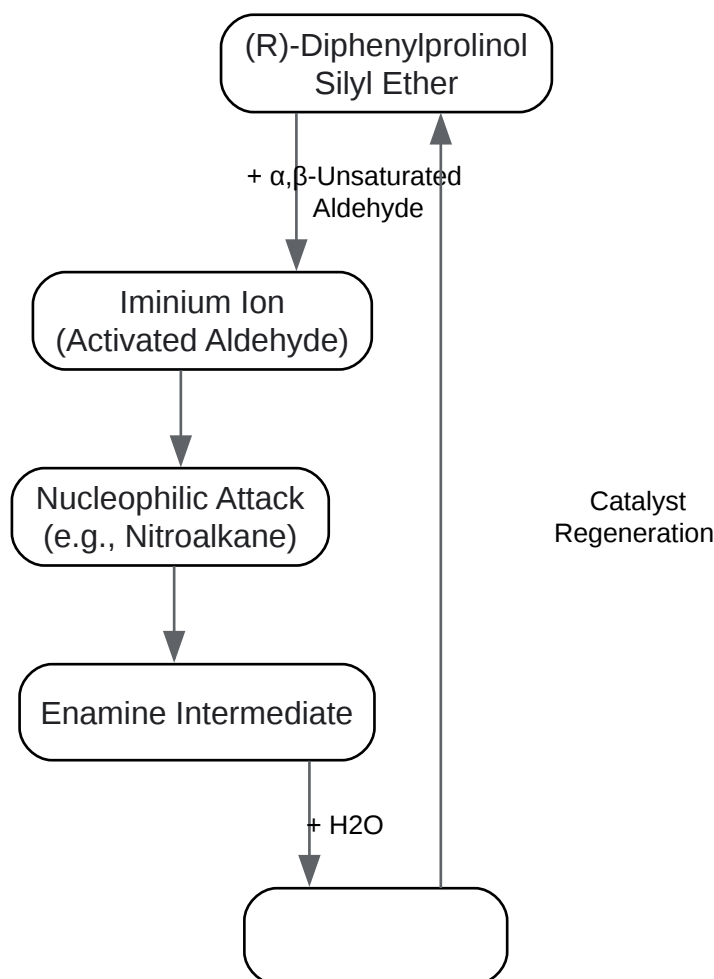 (R)-Diphenylprolinol
Silyl Ether
+ α,β-Unsaturated
Aldehyde
Iminium Ion
(Activated Aldehyde)
Nucleophilic Attack
(e.g., Nitroalkane)
Catalyst
Regeneration
Enamine Intermediate
+ H2O